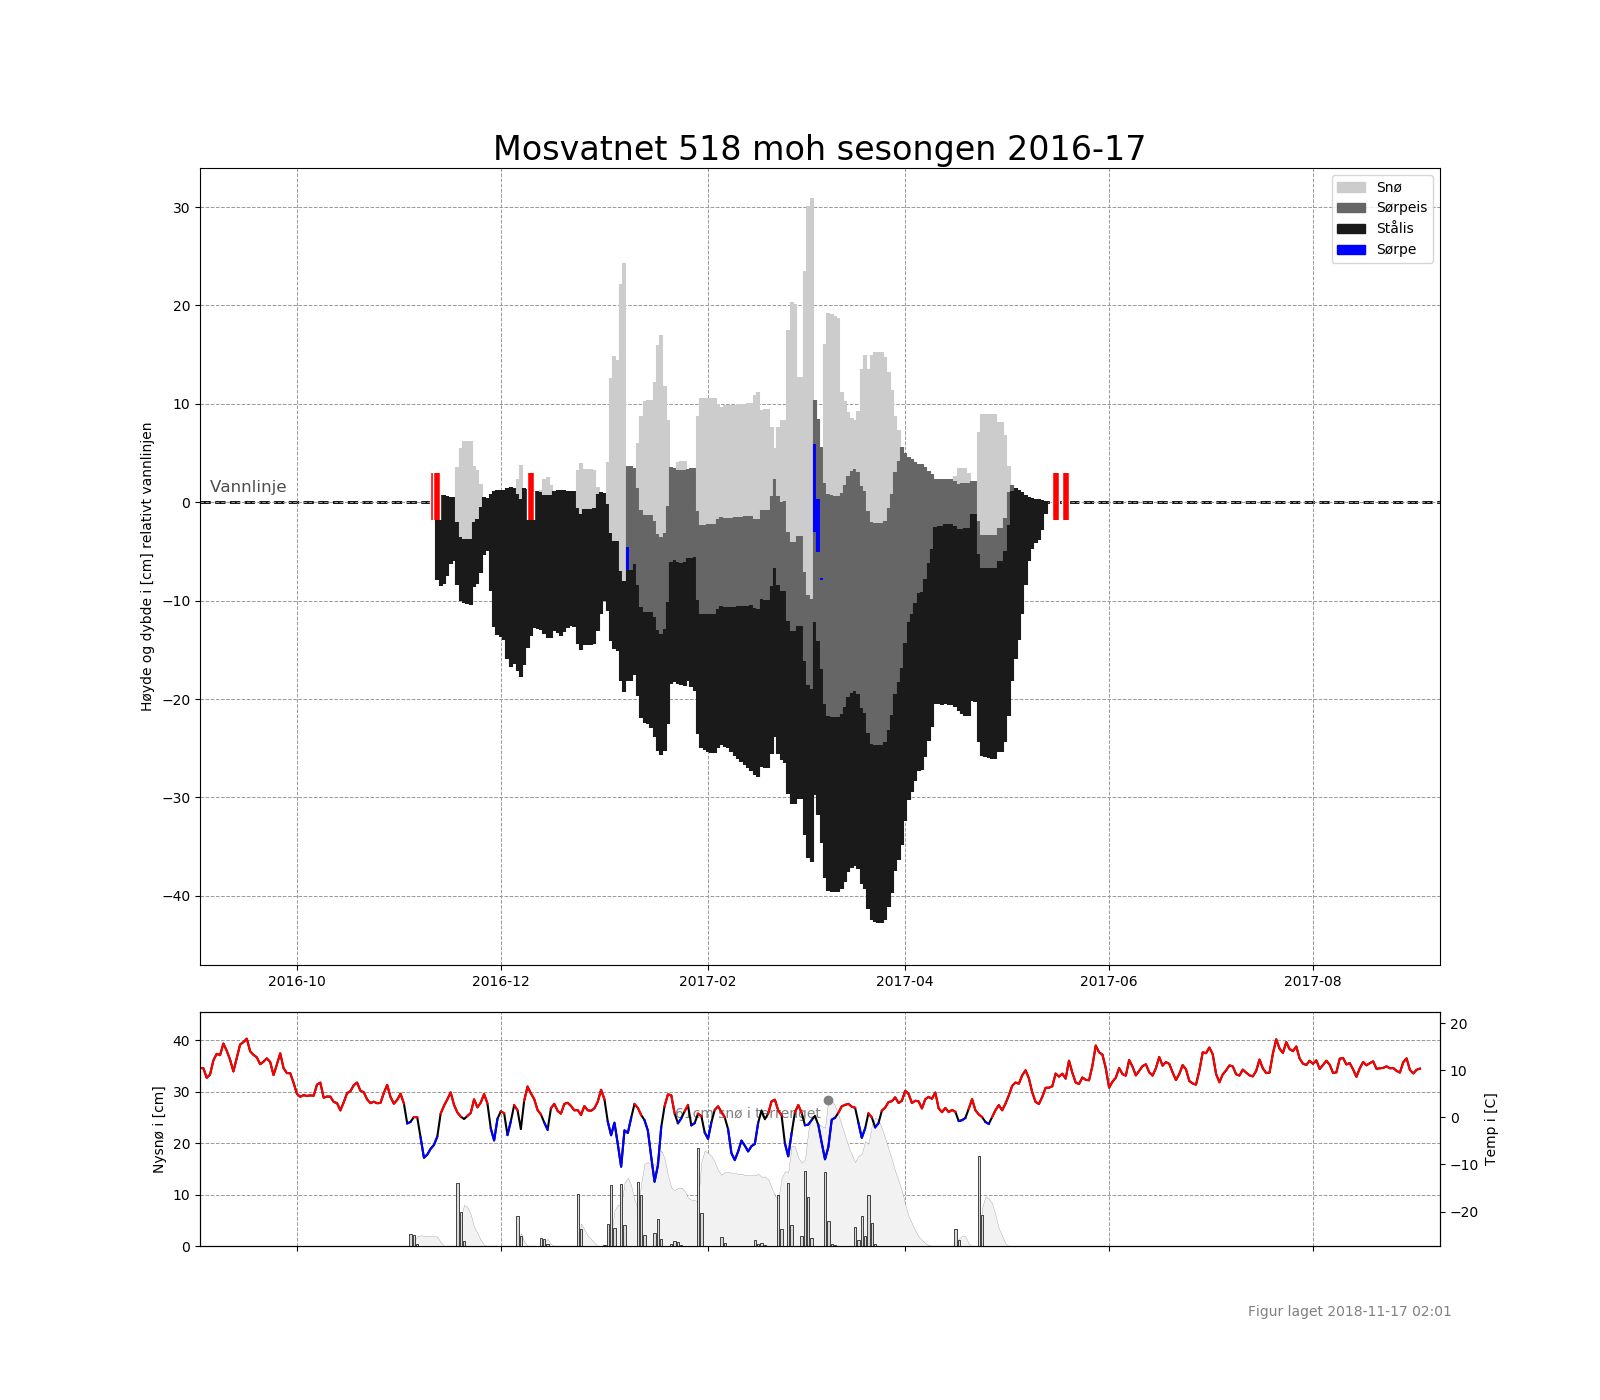 Mosvatnet 518 moh sesongen 2016-17
Snø
Sørpeis
Stålis
Sørpe
Høyde og dybde i [cm] relativt vannlinjen
30
20
10
0
−10
−20
−30
−40
Vannlinje
2016-10 2016-12 2017-02 2017-04 2017-06 2017-08
Nysnø i [cm]
40
30
20
10
0
snø i terrenget
20
10
0
−10
−20
Temp i [C]
Figur laget 2018-11-17 02:01